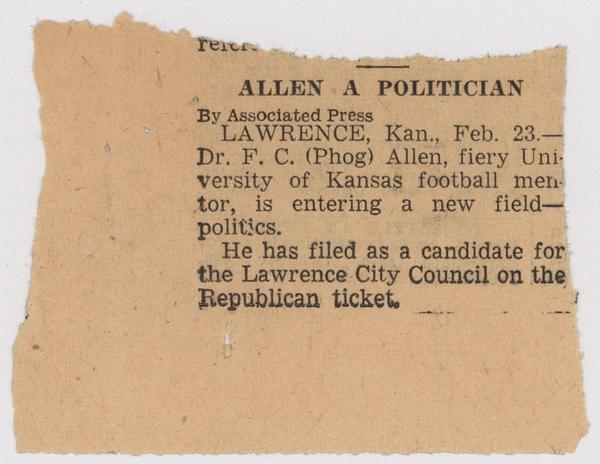 ALLEN A POLITICIAN
By Associated Press
LAWRENCE, Kan., Feb. 23.—
Dr. F. C. (Phog) Allen, fiery Uni-
versity of Kansas football men-
tor, is entering a new field—
politics.
He has filed as a candidate for
the Lawrence City Council on the
Republican ticket.